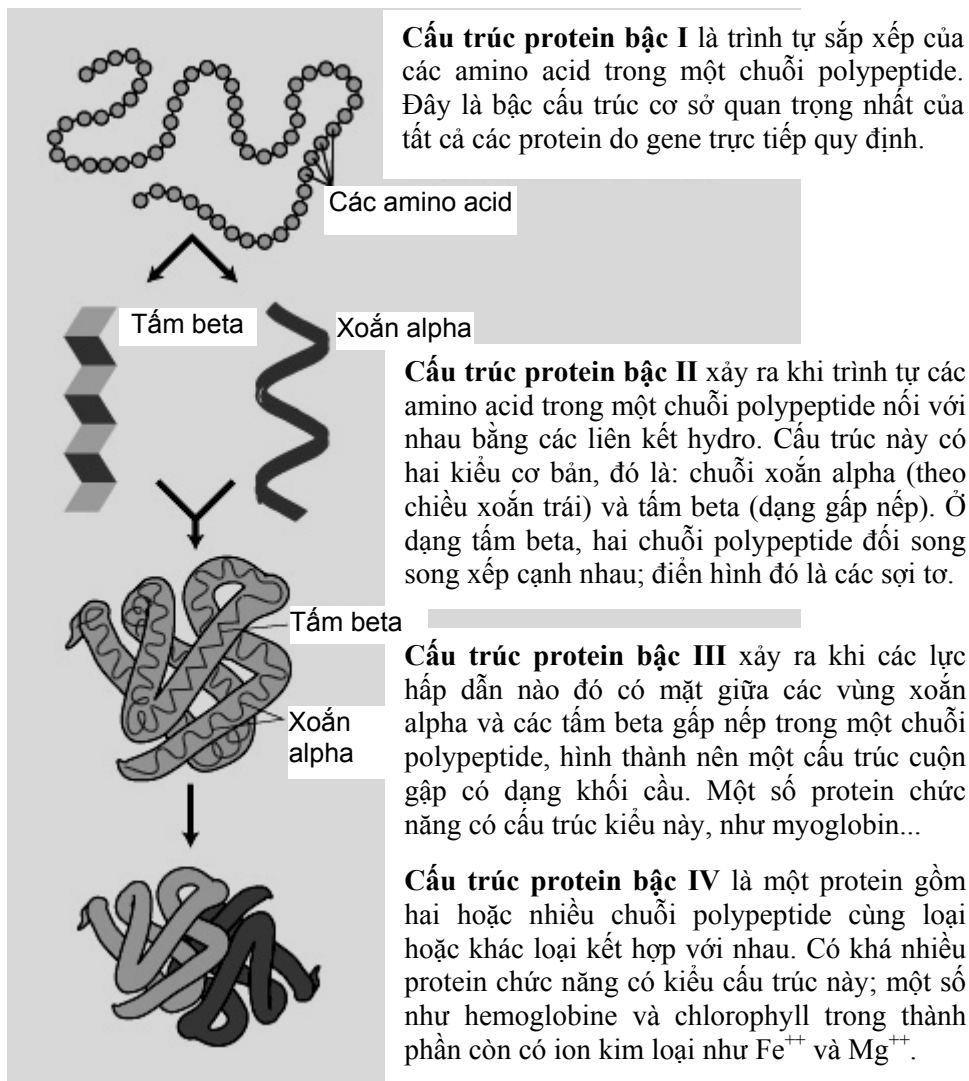 Cấu trúc protein bậc I là trình tự sắp xếp của
các amino acid trong một chuỗi polypeptide.
Đây là bậc cấu trúc cơ sở quan trọng nhất của
tất cả các protein do gene trực tiếp quy định.
Các amino acid
Tấm beta
Xoắn alpha
Cấu trúc protein bậc II xảy ra khi trình tự các
amino acid trong một chuỗi polypeptide nối với
nhau bằng các liên kết hydro. Cấu trúc này có
hai kiểu cơ bản, đó là: chuỗi xoắn alpha (theo
chiều xoắn trái) và tấm beta (dạng gấp nếp). Ở
dạng tấm beta, hai chuỗi polypeptide đối song
song xếp cạnh nhau; điển hình đó là các sợi tơ.
Tấm beta
Xoắn
alpha
Cấu trúc protein bậc III xảy ra khi các lực
hấp dẫn nào đó có mặt giữa các vùng xoắn
alpha và các tấm beta gấp nếp trong một chuỗi
polypeptide, hình thành nên một cấu trúc cuộn
gập có dạng khối cầu. Một số protein chức
năng có cấu trúc kiểu này, như myoglobin...
Cấu trúc protein bậc IV là một protein gồm
hai hoặc nhiều chuỗi polypeptide cùng loại
hoặc khác loại kết hợp với nhau. Có khá nhiều
protein chức năng có kiểu cấu trúc này; một số
như hemoglobine và chlorophyll trong thành
phần còn có ion kim loại như Fe⁺⁺ và Mg⁺⁺.